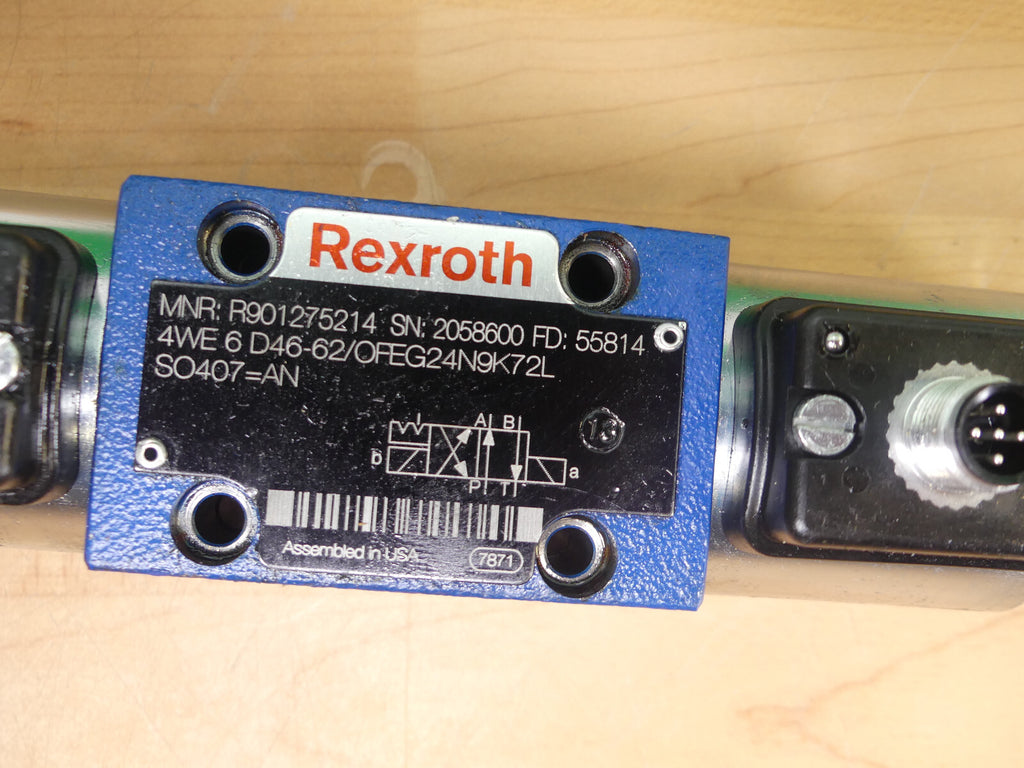 Rexroth
MNR: R901275214 SN: 2058600 FD: 55814
4WE 6 D46-62/OFEG24N9K72L
SO407=AN
A B
13
b
a
P T
Assembled in USA
7871